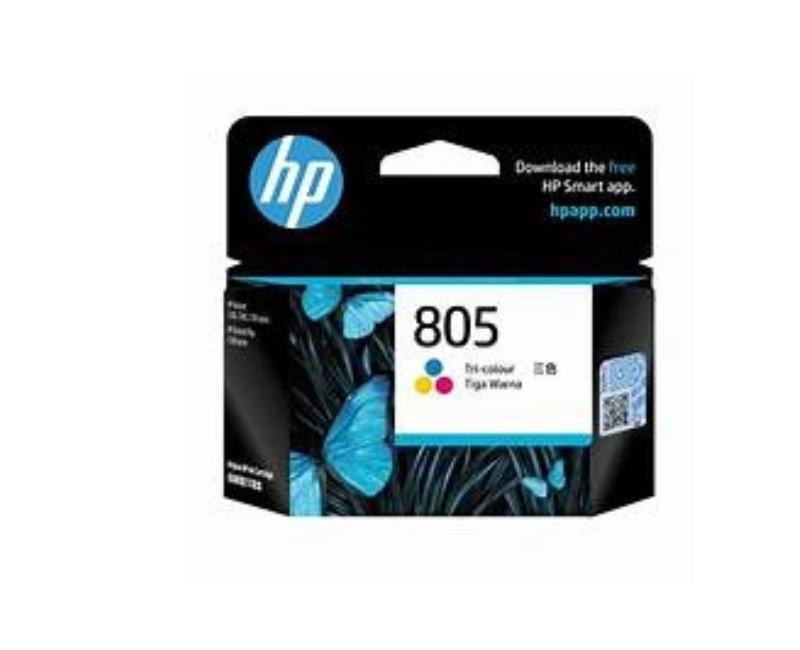 hp
Download the free
HP Smart app.
hpapp.com
805
Tri-colour 三色
Tiga Warna